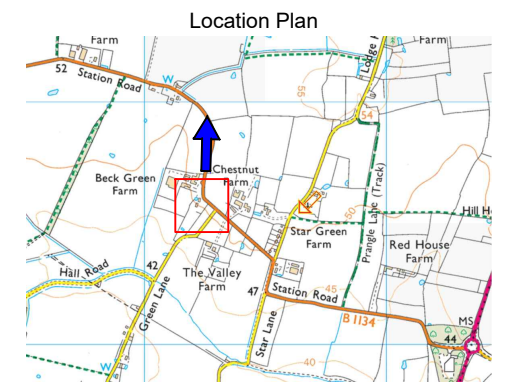 Location Plan
Farm
Farm
52
Station Road
W
Lodge
55
54
Chestnut
Farm
Beck Green
Farm
Prangle Lane (Track)
50
Hill
Star Green
Farm
Red House
Farm
Hall Road
42
The Valley
Farm
Green Lane
47
Station Road
45
B 1134
MS
44
Star Lane
40
W